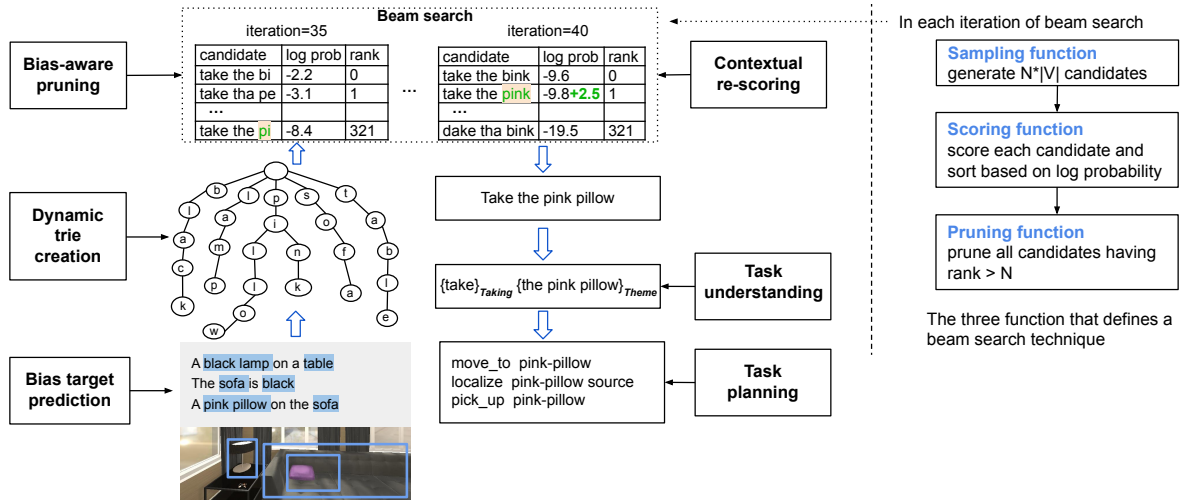 Beam search
iteration=35
candidate log prob rank
take the bi -2.2 0
take tha pe -3.1 1
...
take the pi -8.4 321
...
iteration=40
candidate log prob rank
take the bink -9.6 0
take the pink -9.8+2.5 1
...
dake tha bink -19.5 321
Bias-aware
pruning
Contextual
re-scoring
Dynamic
trie
creation
b l p s t
l a l i o a
a m l n f b
c p l k a l
k o e
w
Bias target
prediction
A black lamp on a table
The sofa is black
A pink pillow on the sofa
Take the pink pillow
{take}Taking {the pink pillow}Theme
Task
understanding
move_to pink-pillow
localize pink-pillow source
pick_up pink-pillow
Task
planning
In each iteration of beam search
Sampling function
generate N*|V| candidates
Scoring function
score each candidate and
sort based on log probability
Pruning function
prune all candidates having
rank > N
The three function that defines a
beam search technique